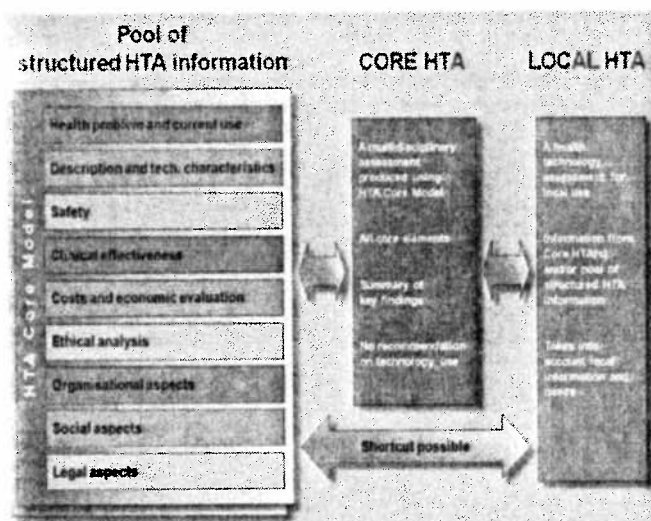 Pool of
structured HTA information
CORE HTA
LOCAL HTA
HTA Core Model
Health problem and current use
Description and tech. characteristics
Safety
Clinical effectiveness
Costs and economic evaluation
Ethical analysis
Organisational aspects
Social aspects
Legal aspects
A multidisciplinary
assessment
produced using
HTA Core Model
All core elements
Summary of
key findings
No recommendation
on technology use
A health
technology
assessment for
local use
Information from
Core HTA
and/or pool of
structured HTA
information
Takes into
account local
information and
Shortcut possible